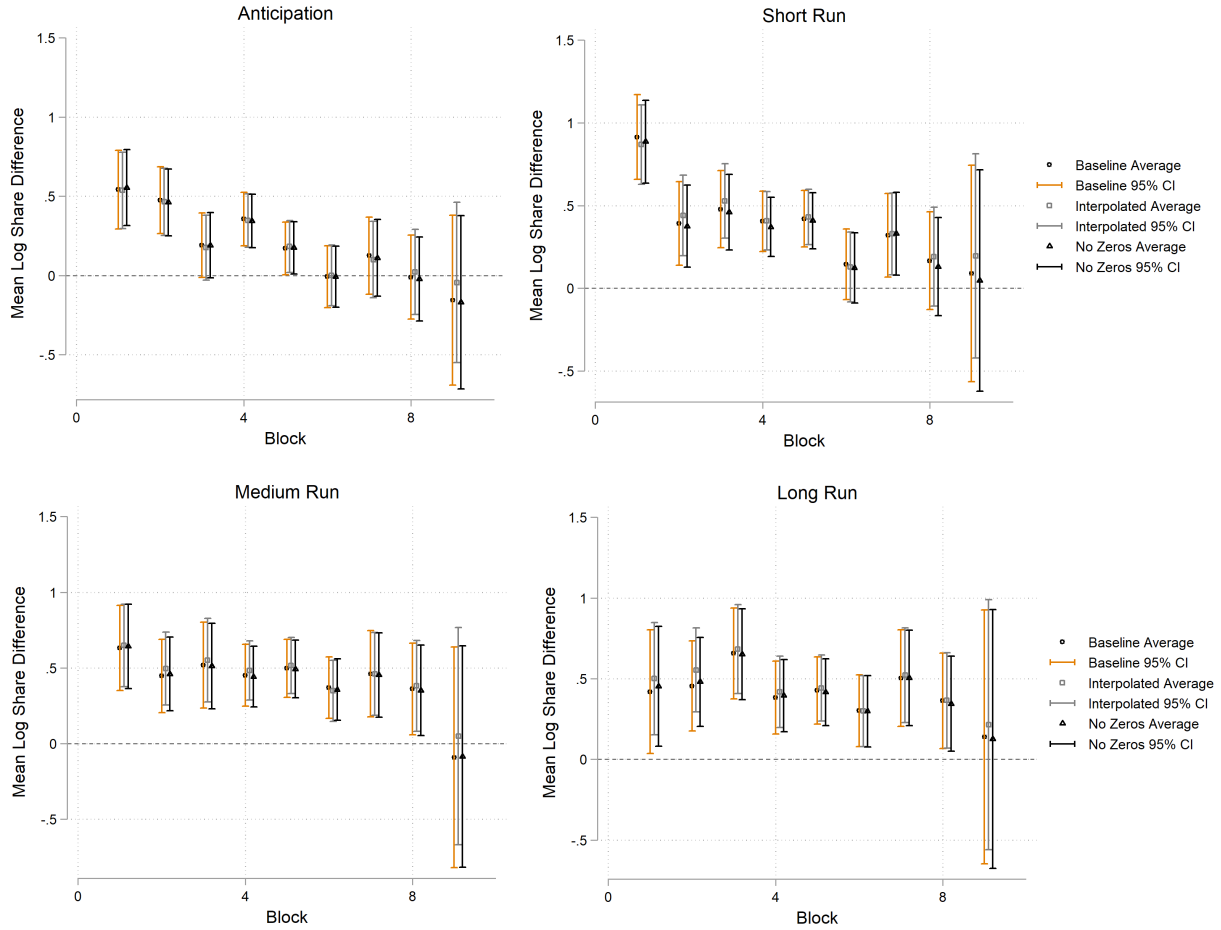 Anticipation
Mean Log Share Difference
1.5
1
.5
0
-.5
0
4
8
Block
Short Run
Mean Log Share Difference
1.5
1
.5
0
-.5
0
4
8
Block
Baseline Average
Baseline 95% CI
Interpolated Average
Interpolated 95% CI
No Zeros Average
No Zeros 95% CI
Medium Run
Mean Log Share Difference
1.5
1
.5
0
-.5
0
4
8
Block
Long Run
Mean Log Share Difference
1.5
1
.5
0
-.5
0
4
8
Block
Baseline Average
Baseline 95% CI
Interpolated Average
Interpolated 95% CI
No Zeros Average
No Zeros 95% CI